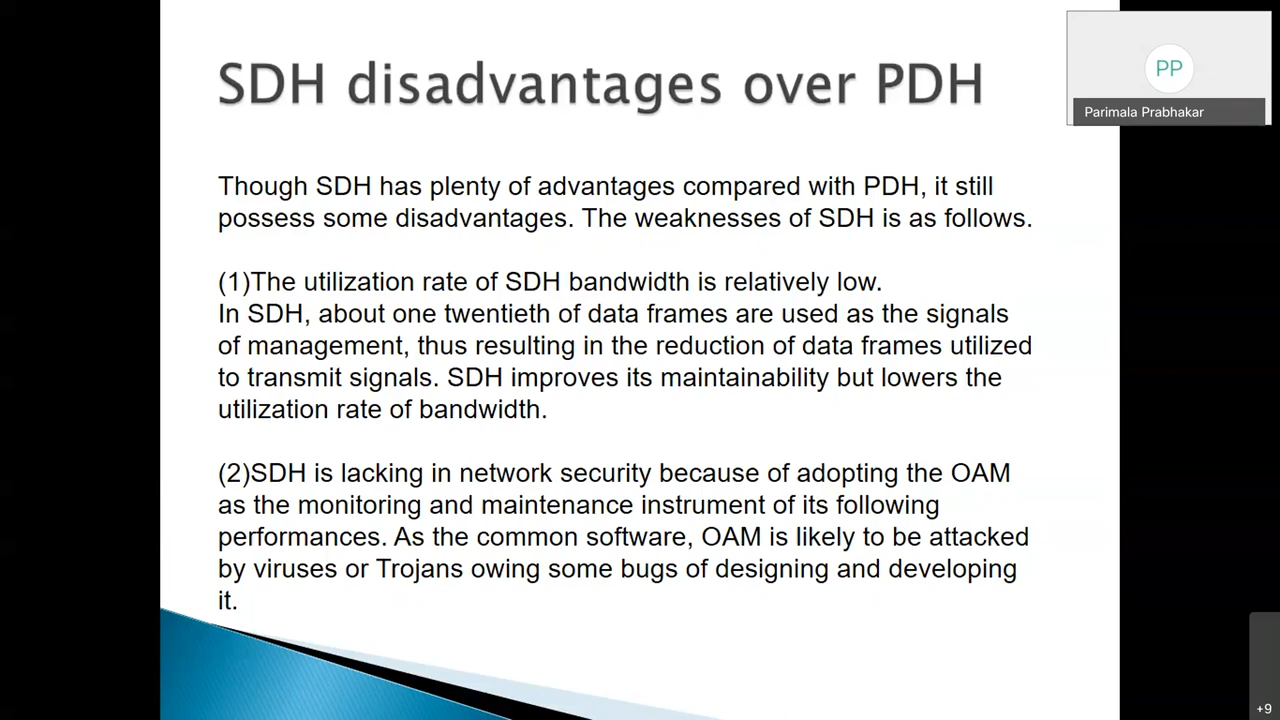 SDH disadvantages over PDH
PP
Parimala Prabhakar
Though SDH has plenty of advantages compared with PDH, it still
possess some disadvantages. The weaknesses of SDH is as follows.
(1)The utilization rate of SDH bandwidth is relatively low.
In SDH, about one twentieth of data frames are used as the signals
of management, thus resulting in the reduction of data frames utilized
to transmit signals. SDH improves its maintainability but lowers the
utilization rate of bandwidth.
(2)SDH is lacking in network security because of adopting the OAM
as the monitoring and maintenance instrument of its following
performances. As the common software, OAM is likely to be attacked
by viruses or Trojans owing some bugs of designing and developing
it.
+9